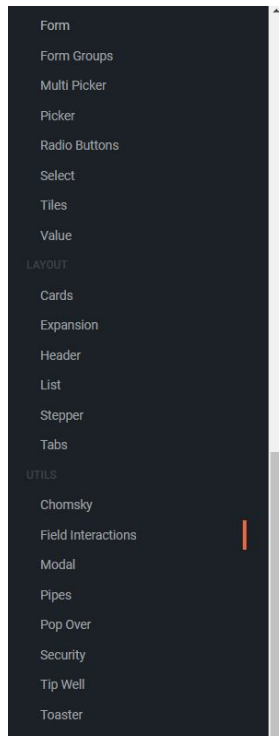 Form
Form Groups
Multi Picker
Picker
Radio Buttons
Select
Tiles
Value
LAYOUT
Cards
Expansion
Header
List
Stepper
Tabs
UTILS
Chomsky
Field Interactions
Modal
Pipes
Pop Over
Security
Tip Well
Toaster